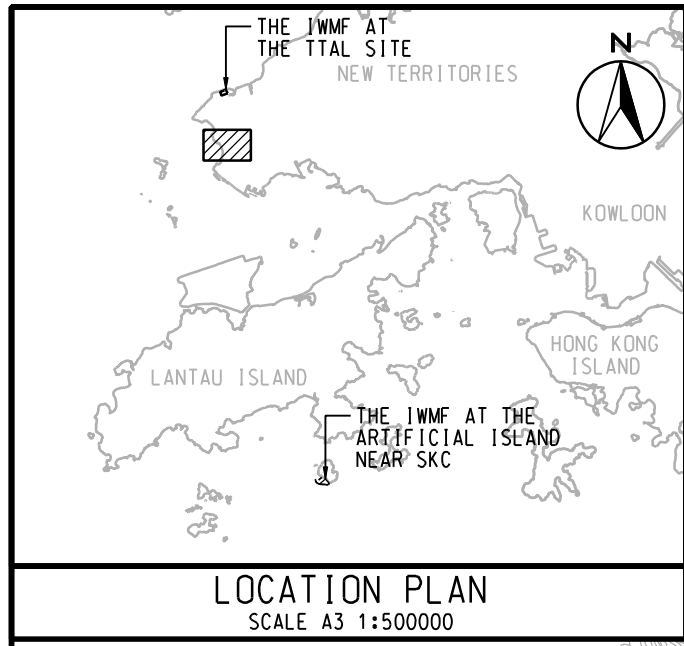 THE IWMF AT
THE TTAL SITE
NEW TERRITORIES
N
KOWLOON
HONG KONG
ISLAND
LANTAU ISLAND
THE IWMF AT THE
ARTIFICIAL ISLAND
NEAR SKC
LOCATION PLAN
SCALE A3 1:500000